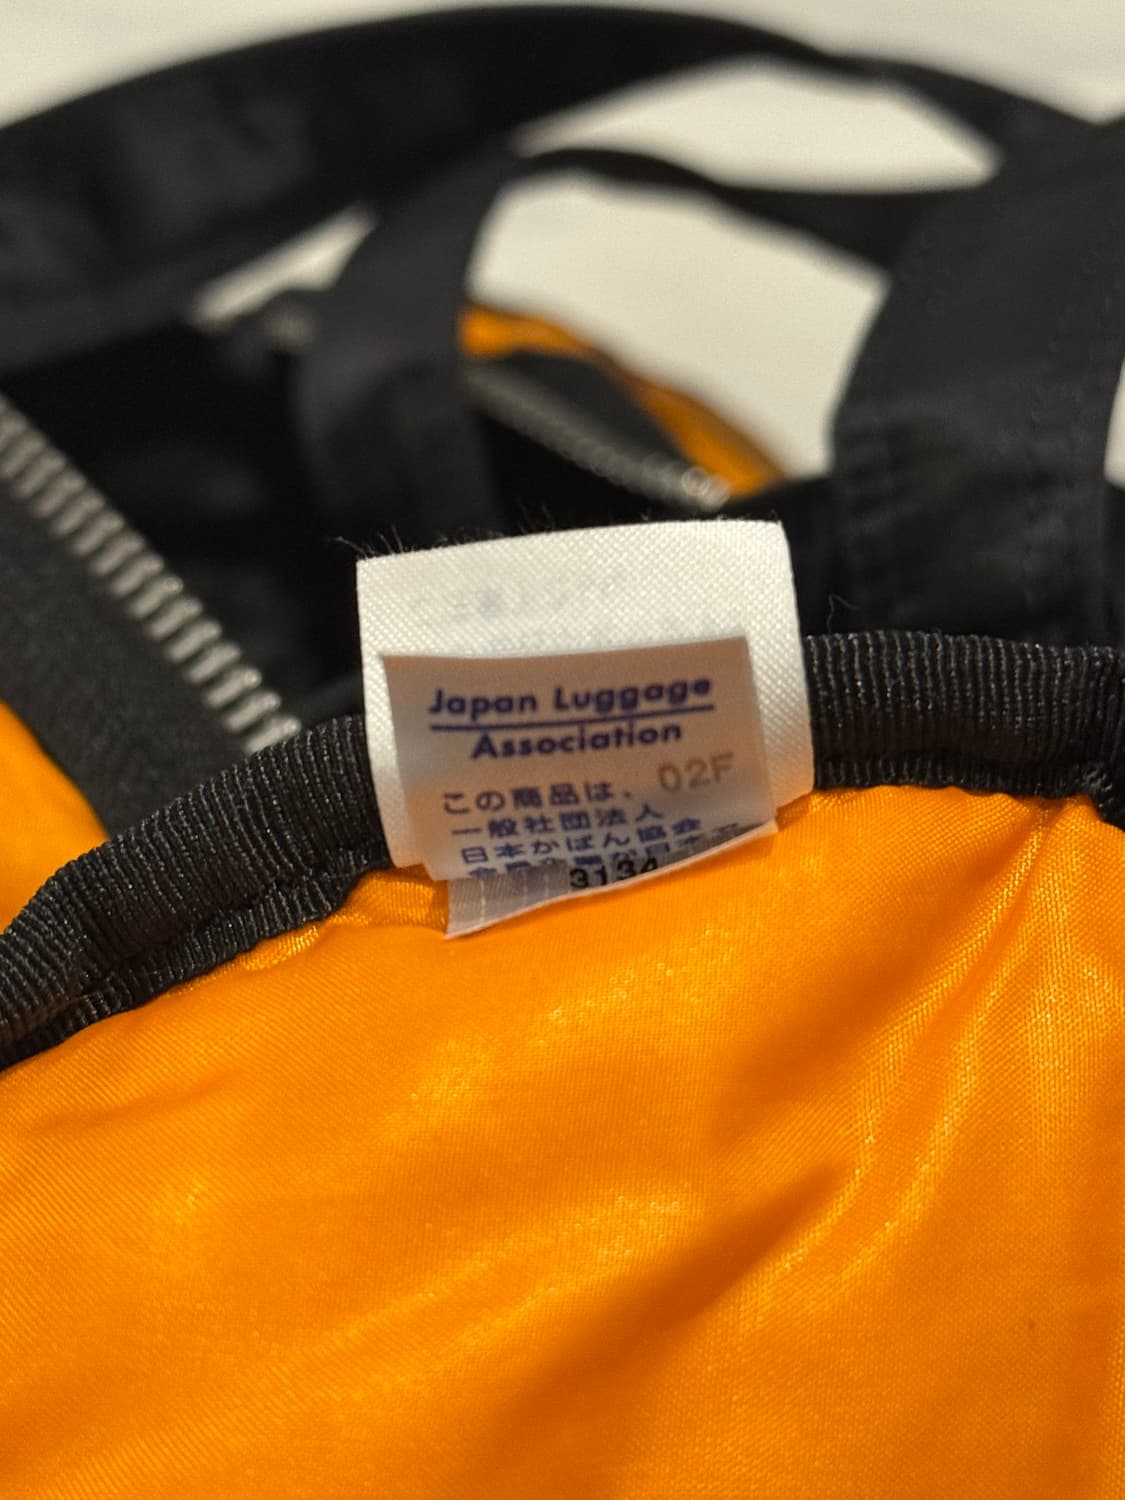 Japan Luggage
Association
02F
この商品は、
一般社団法人
日本かばん協会
3134